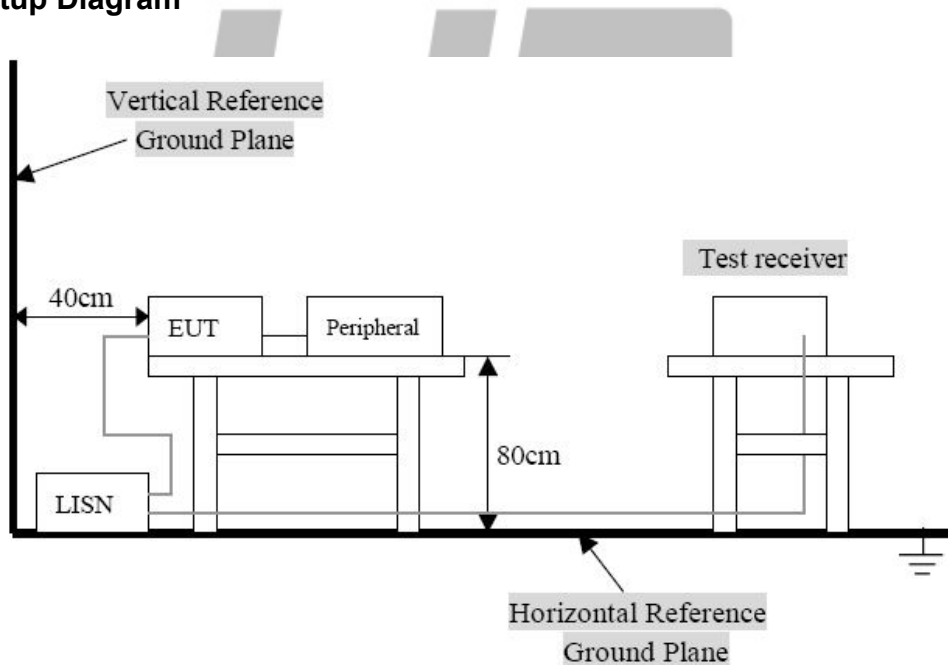 tup Diagram
Vertical Reference
Ground Plane
Test receiver
40cm
EUT
Peripheral
80cm
LISN
Horizontal Reference
Ground Plane